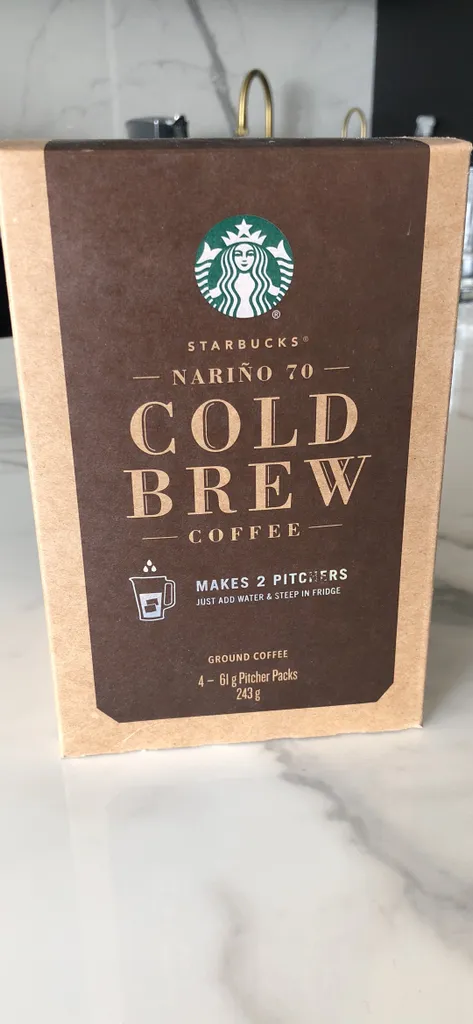 STARBUCKS®
NARIÑO 70
COLD
BREW
COFFEE
MAKES 2 PITCHERS
JUST ADD WATER & STEEP IN FRIDGE
GROUND COFFEE
4 – 61 g Pitcher Packs
243 g